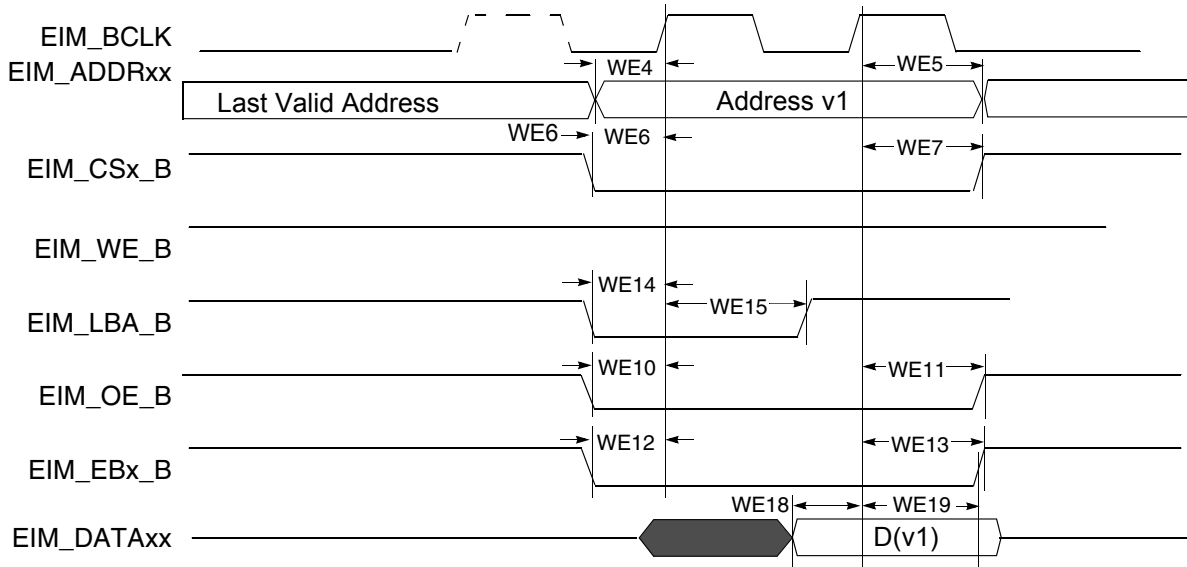 EIM_BCLK
EIM_ADDRxx
WE4
WE5
Last Valid Address
Address v1
WE6
WE6
WE7
EIM_CSx_B
EIM_WE_B
WE14
WE15
EIM_LBA_B
WE10
WE11
EIM_OE_B
WE12
WE13
EIM_EBx_B
WE18
WE19
EIM_DATAxx
D(v1)